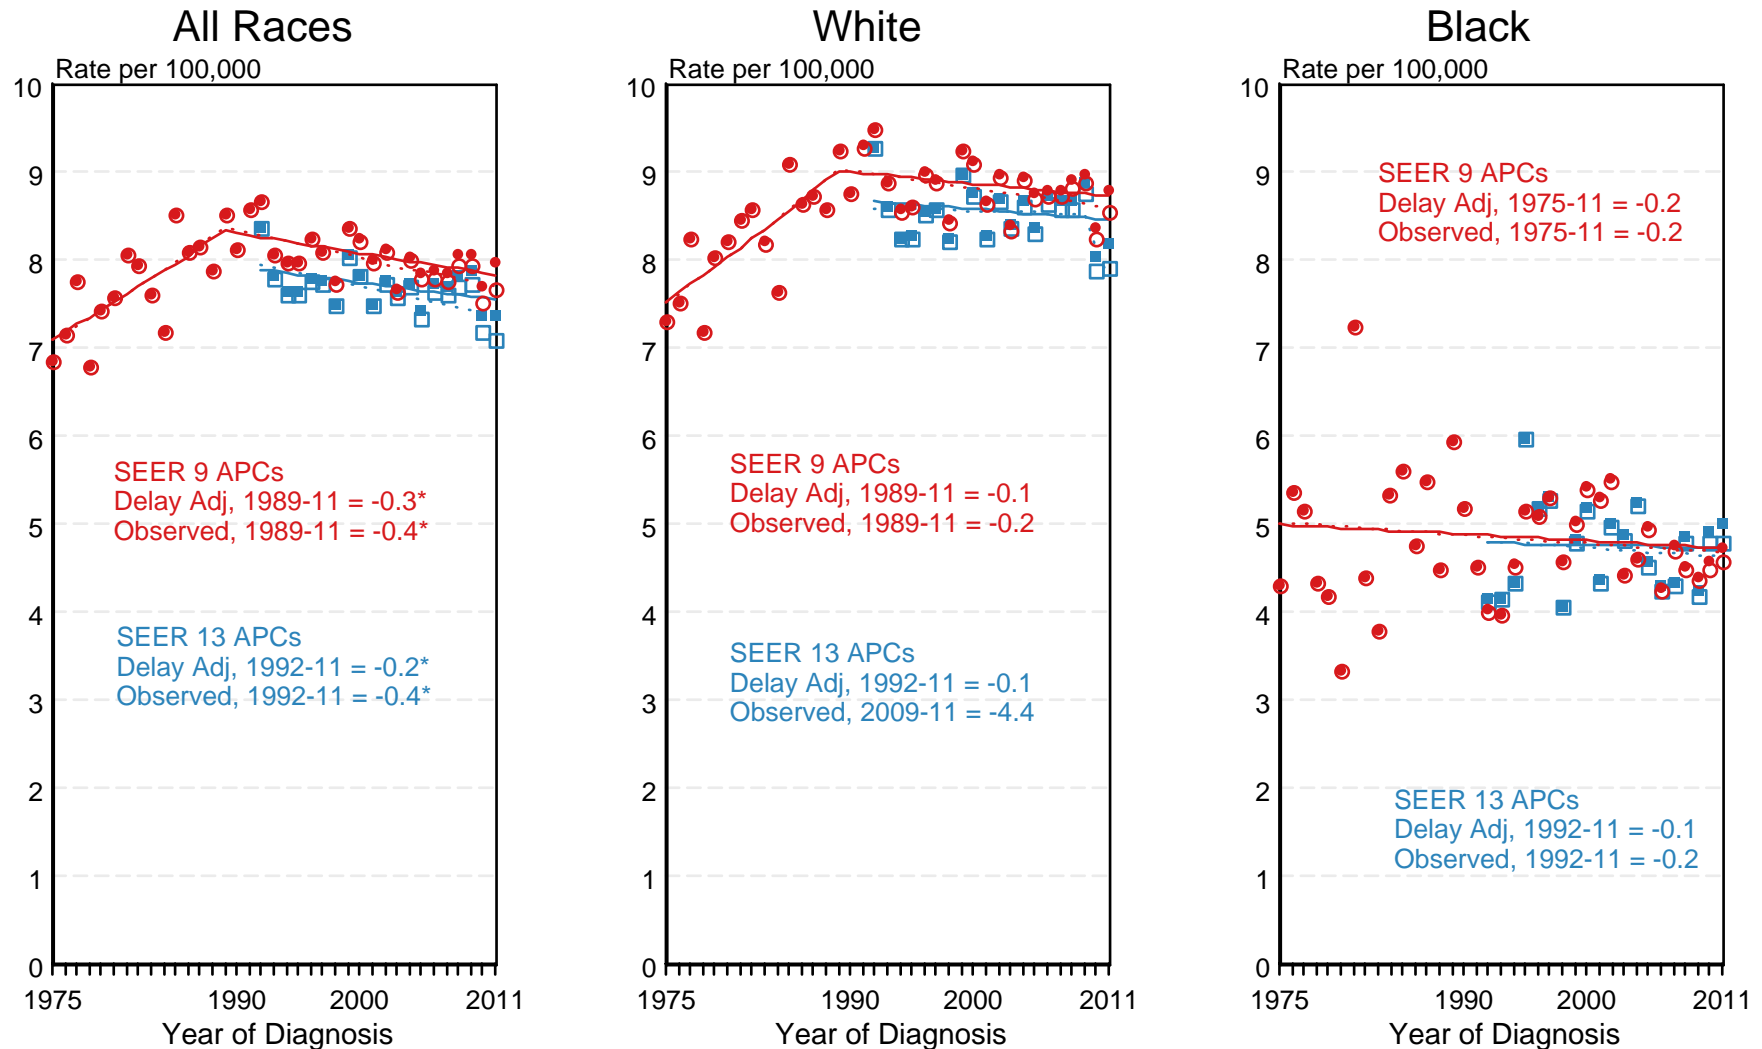 All Races
Rate per 100,000
10
9
8
7
6
5
4
3
2
1
0
SEER 9 APCs
Delay Adj, 1989-11 = -0.3*
Observed, 1989-11 = -0.4*
SEER 13 APCs
Delay Adj, 1992-11 = -0.2*
Observed, 1992-11 = -0.4*
1975 1990 2000 2011
Year of Diagnosis
White
Rate per 100,000
10
9
8
7
6
5
4
3
2
1
0
SEER 9 APCs
Delay Adj, 1989-11 = -0.1
Observed, 1989-11 = -0.2
SEER 13 APCs
Delay Adj, 1992-11 = -0.1
Observed, 2009-11 = -4.4
1975 1990 2000 2011
Year of Diagnosis
Black
Rate per 100,000
10
9
8
7
6
5
4
3
2
1
0
SEER 9 APCs
Delay Adj, 1975-11 = -0.2
Observed, 1975-11 = -0.2
SEER 13 APCs
Delay Adj, 1992-11 = -0.1
Observed, 1992-11 = -0.2
1975 1990 2000 2011
Year of Diagnosis